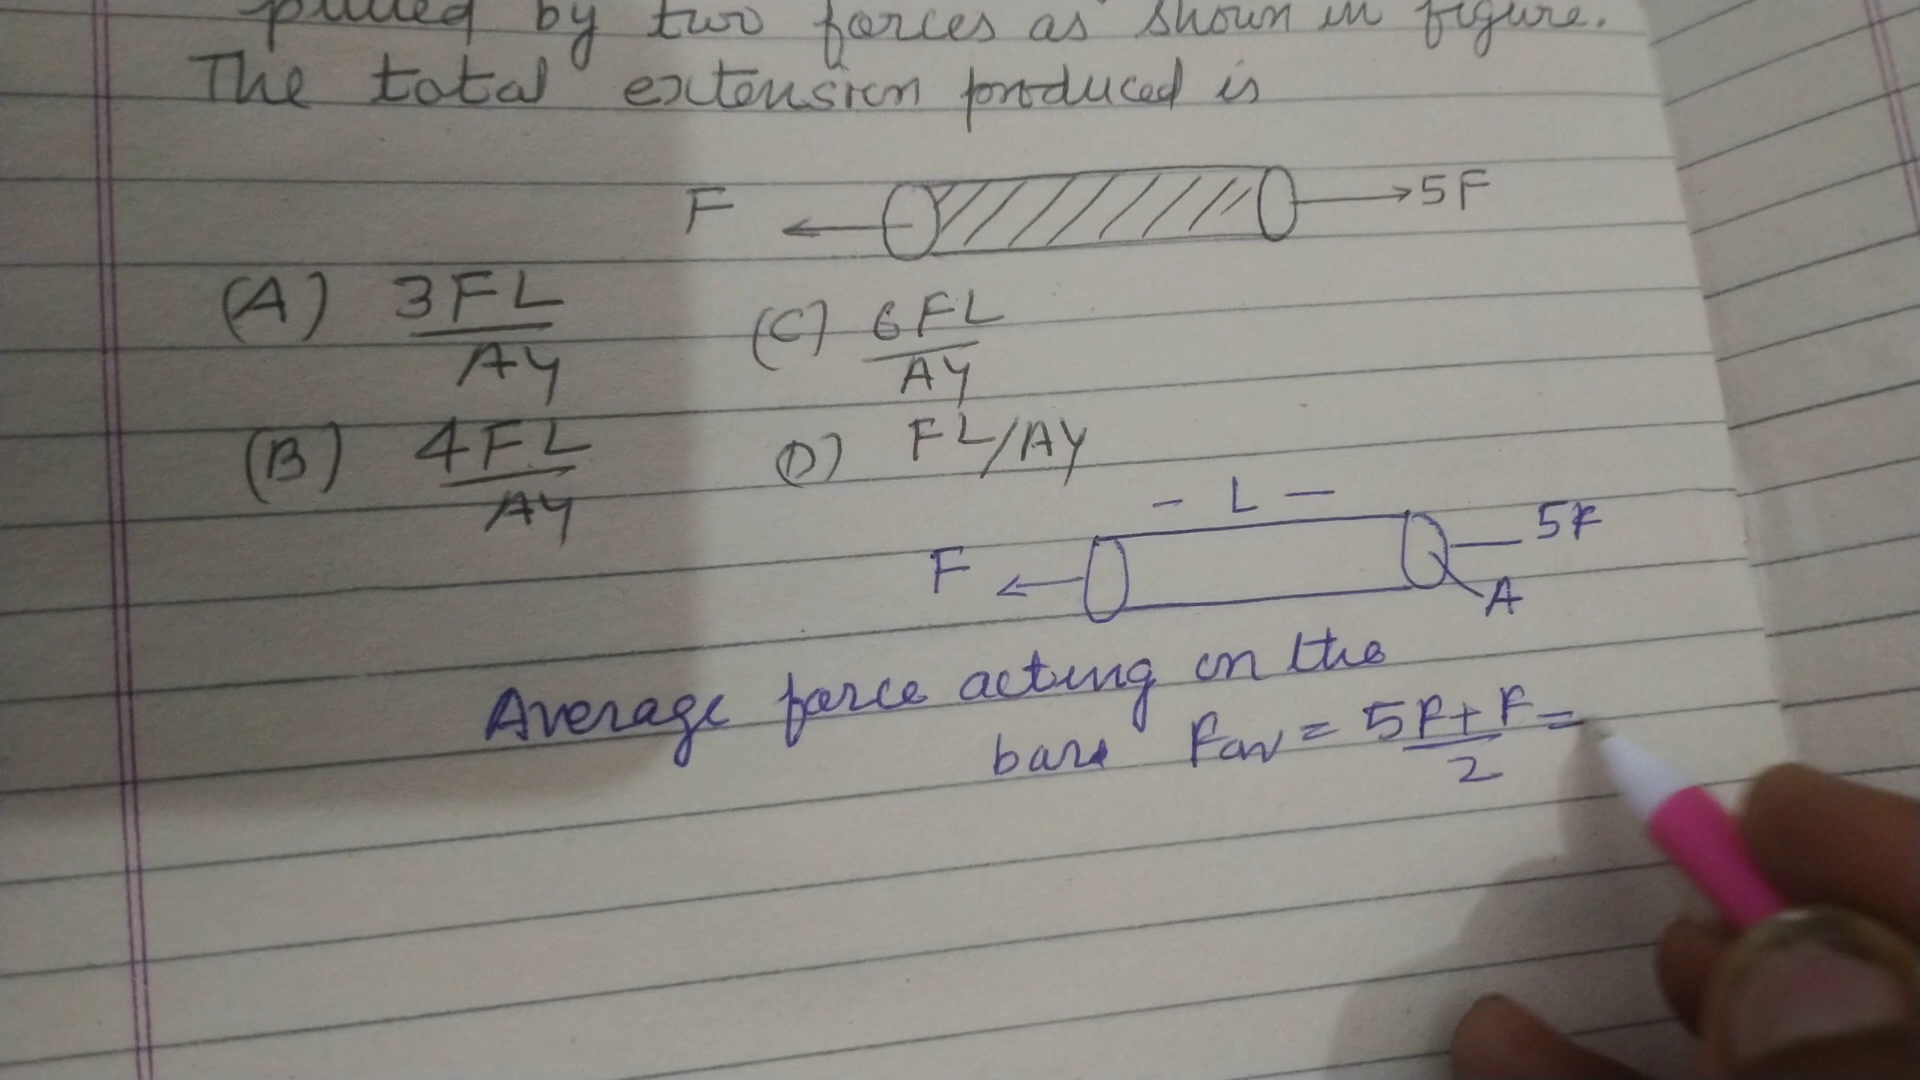 pulled by two forces as shown in figure.
The total extension produced is
F 5F
(A) 3FL/AY (C) 6FL/AY
(B) 4FL/AY D) FL/AY
- L -
F 5F
A
Average force acting on the
bar Fav = 5F+F/2 =